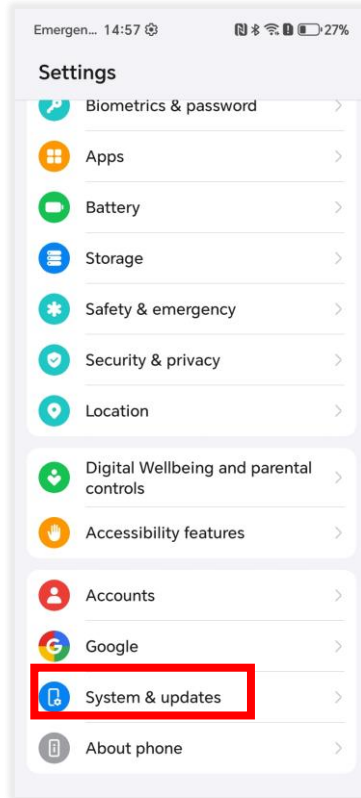 Emergen... 14:57 27%
Settings
Biometrics & password
Apps
Battery
Storage
Safety & emergency
Security & privacy
Location
Digital Wellbeing and parental
controls
Accessibility features
Accounts
Google
System & updates
About phone